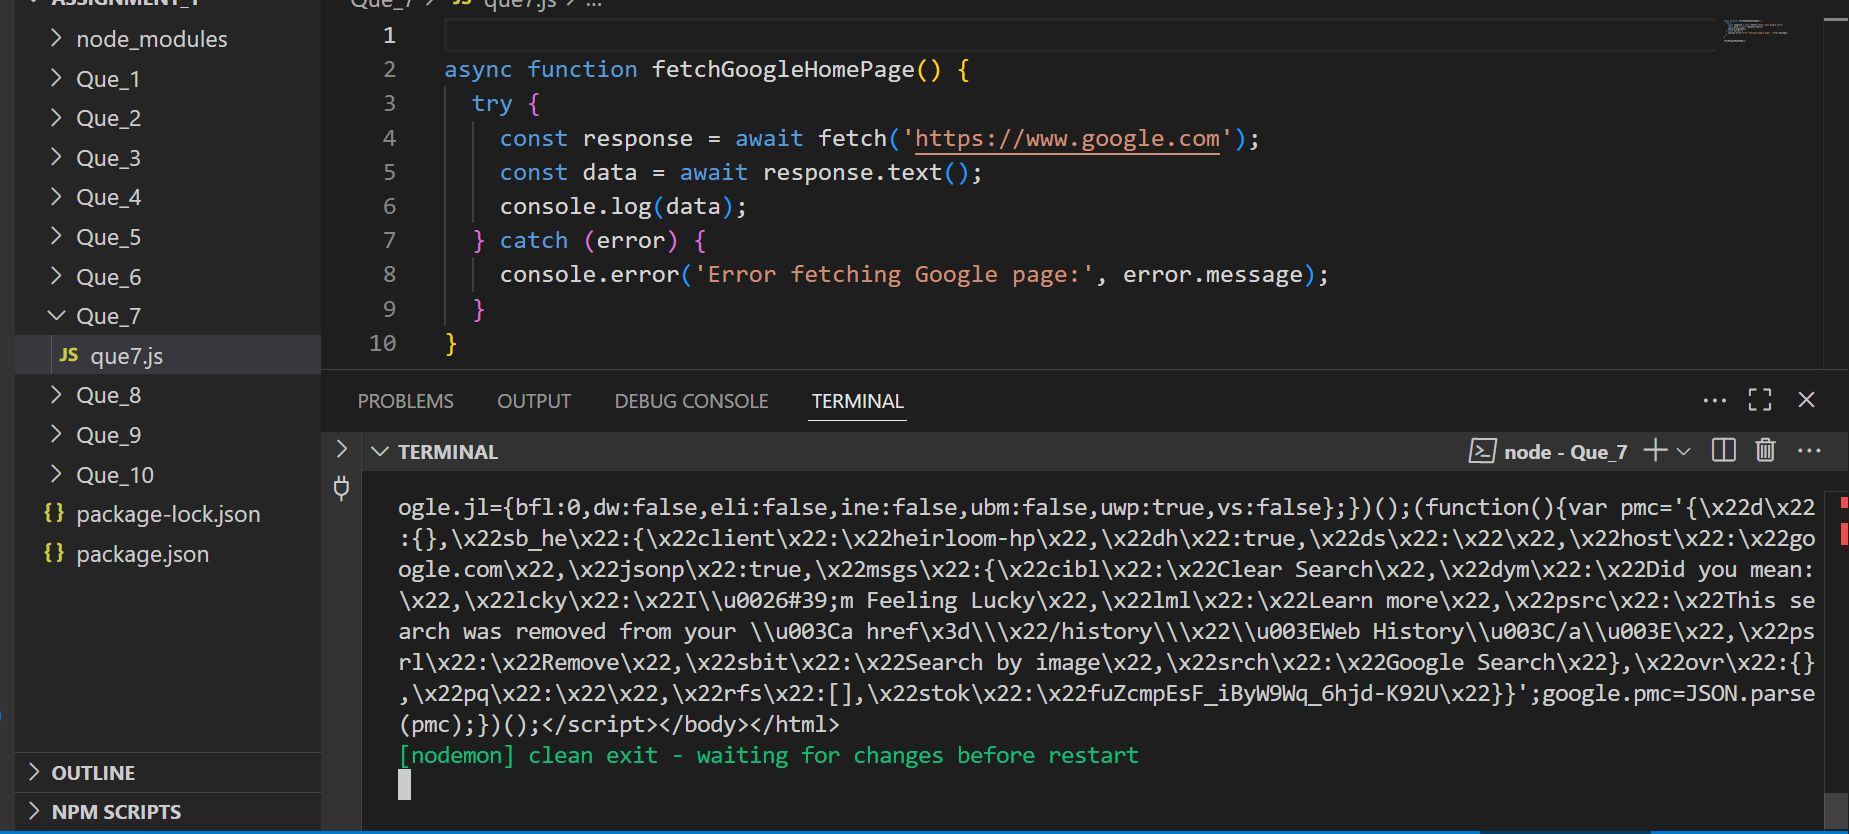 ASSIGNMENT_1
node_modules
Que_1
Que_2
Que_3
Que_4
Que_5
Que_6
Que_7
JS que7.js
Que_8
Que_9
Que_10
{} package-lock.json
{} package.json
OUTLINE
NPM SCRIPTS
Que_7 > JS que7.js > ...
1
2 async function fetchGoogleHomePage() {
3 try {
4 const response = await fetch('https://www.google.com');
5 const data = await response.text();
6 console.log(data);
7 } catch (error) {
8 console.error('Error fetching Google page:', error.message);
9 }
10 }
PROBLEMS OUTPUT DEBUG CONSOLE TERMINAL
TERMINAL node - Que_7
ogle.jl={bfl:0,dw:false,eli:false,ine:false,ubm:false,uwp:true,vs:false};})();(function(){var pmc='{\x22d\x22
:{},\x22sb_he\x22:{\x22client\x22:\x22heirloom-hp\x22,\x22dh\x22:true,\x22ds\x22:\x22\x22,\x22host\x22:\x22go
ogle.com\x22,\x22jsonp\x22:true,\x22msgs\x22:{\x22cibl\x22:\x22Clear Search\x22,\x22dym\x22:\x22Did you mean:
\x22,\x22lcky\x22:\x22I\\u0026#39;m Feeling Lucky\x22,\x22lml\x22:\x22Learn more\x22,\x22psrc\x22:\x22This se
arch was removed from your \\u003Ca href\x3d\\\x22/history\\\x22\\u003EWeb History\\u003C/a\\u003E\x22,\x22ps
rl\x22:\x22Remove\x22,\x22sbit\x22:\x22Search by image\x22,\x22srch\x22:\x22Google Search\x22},\x22ovr\x22:{}
,\x22pq\x22:\x22\x22,\x22rfs\x22:[],\x22stok\x22:\x22fuZcmpEsF_iByW9Wq_6hjd-K92U\x22}}';google.pmc=JSON.parse
(pmc);})();</script></body></html>
[nodemon] clean exit - waiting for changes before restart